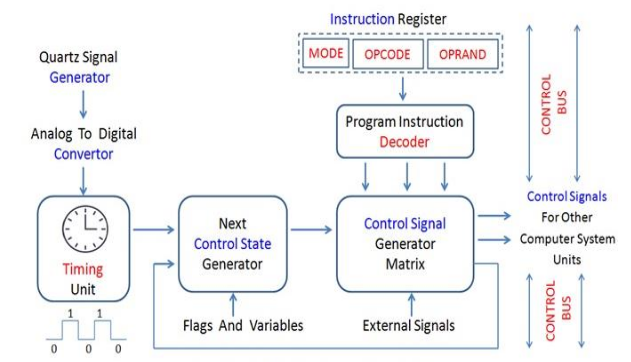 Instruction Register
MODE OPCODE OPRAND
Quartz Signal
Generator
Analog To Digital
Convertor
Program Instruction
Decoder
CONTROL
BUS
Timing
Unit
Next
Control State
Generator
Control Signal
Generator
Matrix
Control Signals
For Other
Computer System
Units
Flags And Variables
External Signals
CONTROL
BUS
1 1
0 0 0